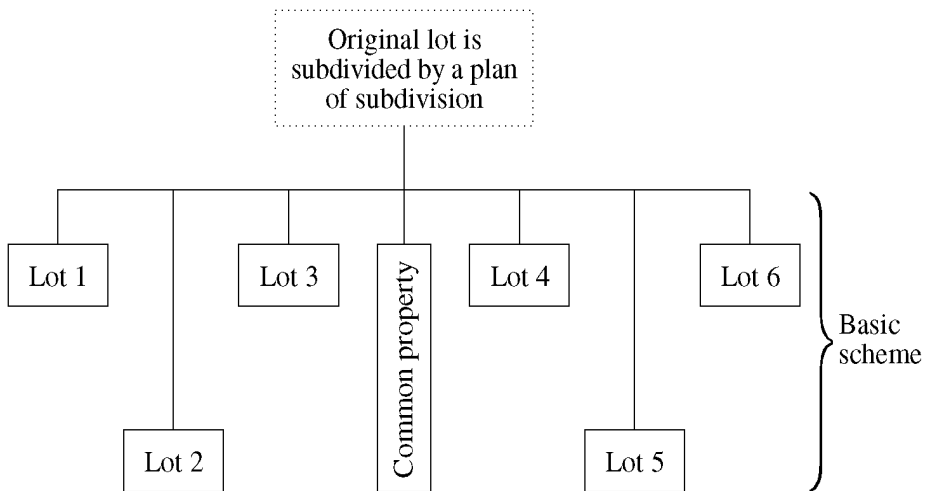 Original lot is
subdivided by a plan
of subdivision
Lot 1
Lot 3
Common property
Lot 4
Lot 6
Basic
scheme
Lot 2
Lot 5